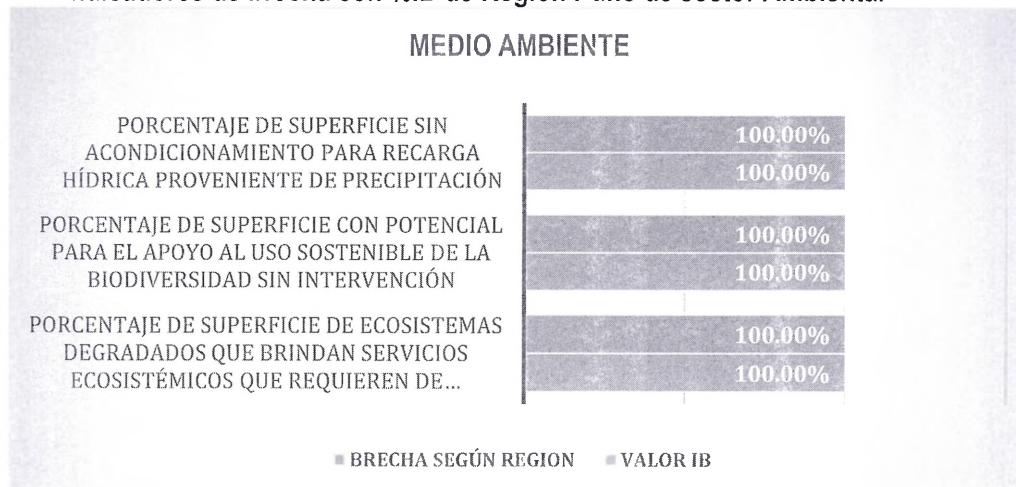 MEDIO AMBIENTE
PORCENTAJE DE SUPERFICIE SIN
ACONDICIONAMIENTO PARA RECARGA
HÍDRICA PROVENIENTE DE PRECIPITACIÓN
100.00%
100.00%
PORCENTAJE DE SUPERFICIE CON POTENCIAL
PARA EL APOYO AL USO SOSTENIBLE DE LA
BIODIVERSIDAD SIN INTERVENCIÓN
100.00%
100.00%
PORCENTAJE DE SUPERFICIE DE ECOSISTEMAS
DEGRADADOS QUE BRINDAN SERVICIOS
ECOSISTÉMICOS QUE REQUIEREN DE...
100.00%
100.00%
BRECHA SEGÚN REGION VALOR IB